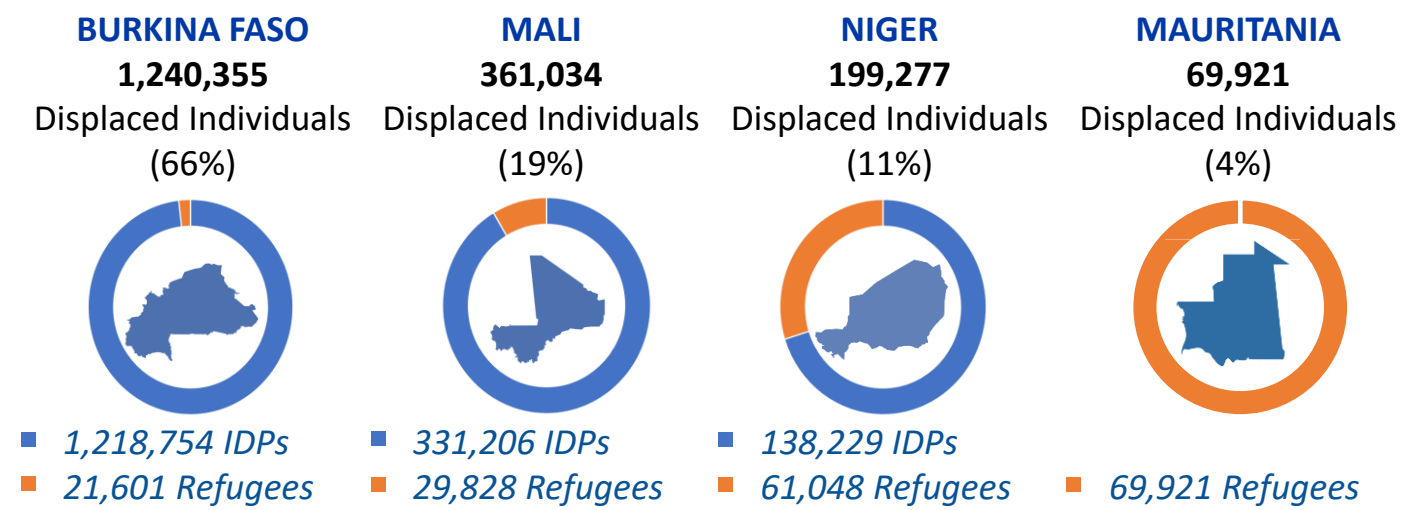 BURKINA FASO
1,240,355
Displaced Individuals
(66%)
1,218,754 IDPs
21,601 Refugees
MALI
361,034
Displaced Individuals
(19%)
331,206 IDPs
29,828 Refugees
NIGER
199,277
Displaced Individuals
(11%)
138,229 IDPs
61,048 Refugees
MAURITANIA
69,921
Displaced Individuals
(4%)
69,921 Refugees